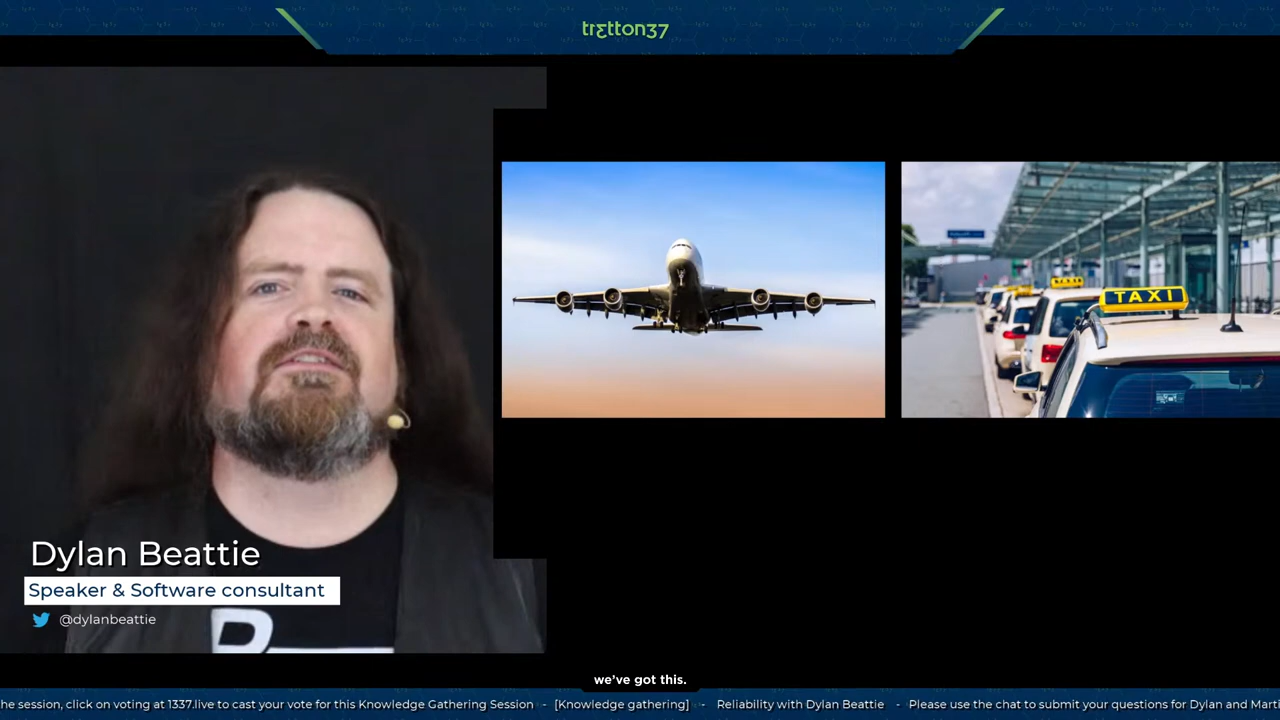 tretton37
TAXI
Dylan Beattie
Speaker & Software consultant
@dylanbeattie
we've got this.
he session, click on voting at 1337.live to cast your vote for this Knowledge Gathering Session - [Knowledge gathering] - Reliability with Dylan Beattie - Please use the chat to submit your questions for Dylan and Mart